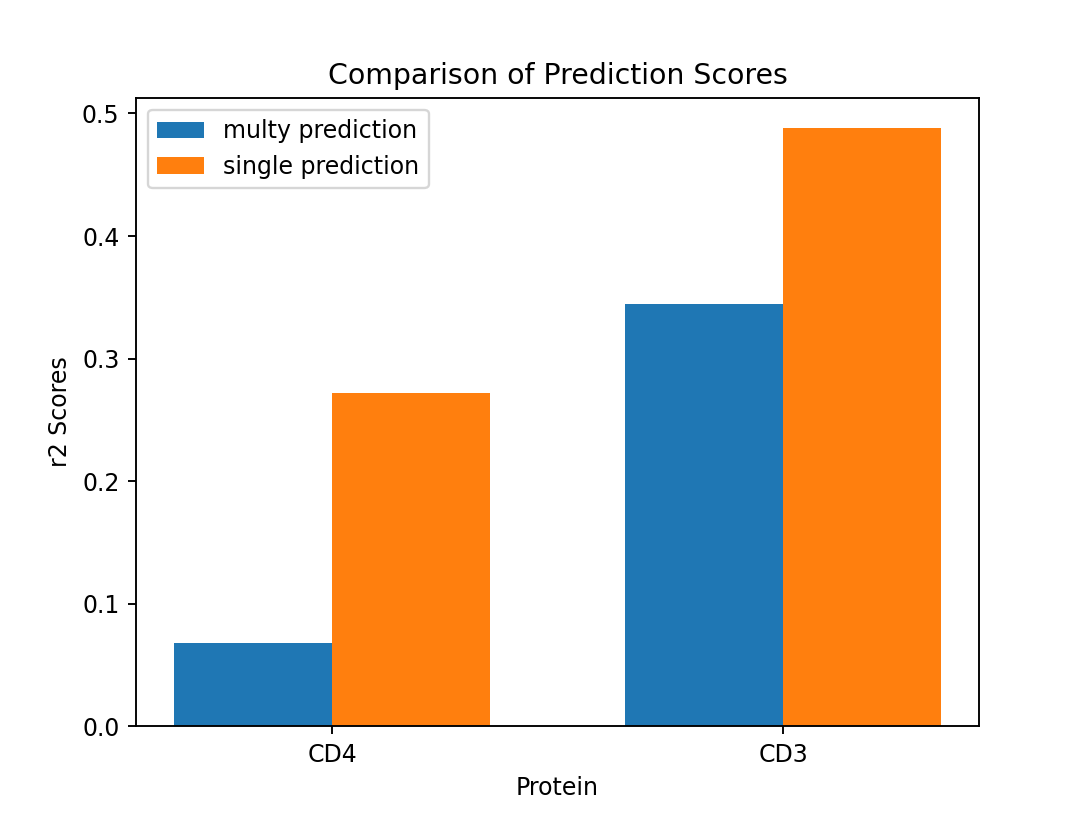 Comparison of Prediction Scores
multy prediction
single prediction
r2 Scores
0.5
0.4
0.3
0.2
0.1
0.0
CD4 CD3
Protein